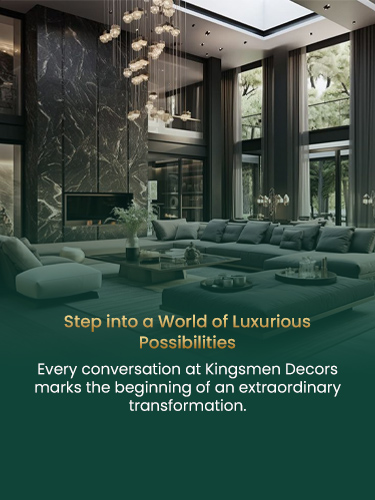 Step into a World of Luxurious
Possibilities
Every conversation at Kingsmen Decors
marks the beginning of an extraordinary
transformation.